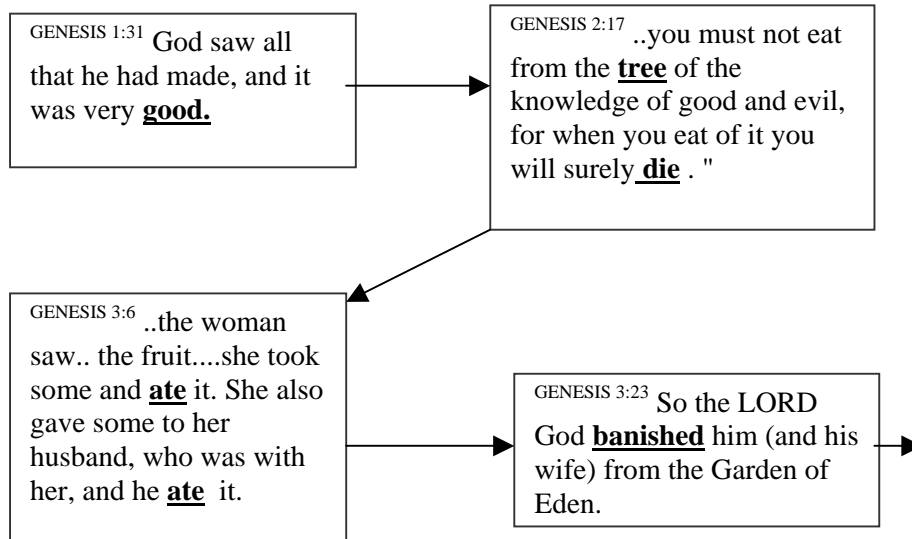 GENESIS 1:31 God saw all
that he had made, and it
was very good.
GENESIS 2:17 ..you must not eat
from the tree of the
knowledge of good and evil,
for when you eat of it you
will surely die . "
GENESIS 3:6 ..the woman
saw.. the fruit....she took
some and ate it. She also
gave some to her
husband, who was with
her, and he ate it.
GENESIS 3:23 So the LORD
God banished him (and his
wife) from the Garden of
Eden.